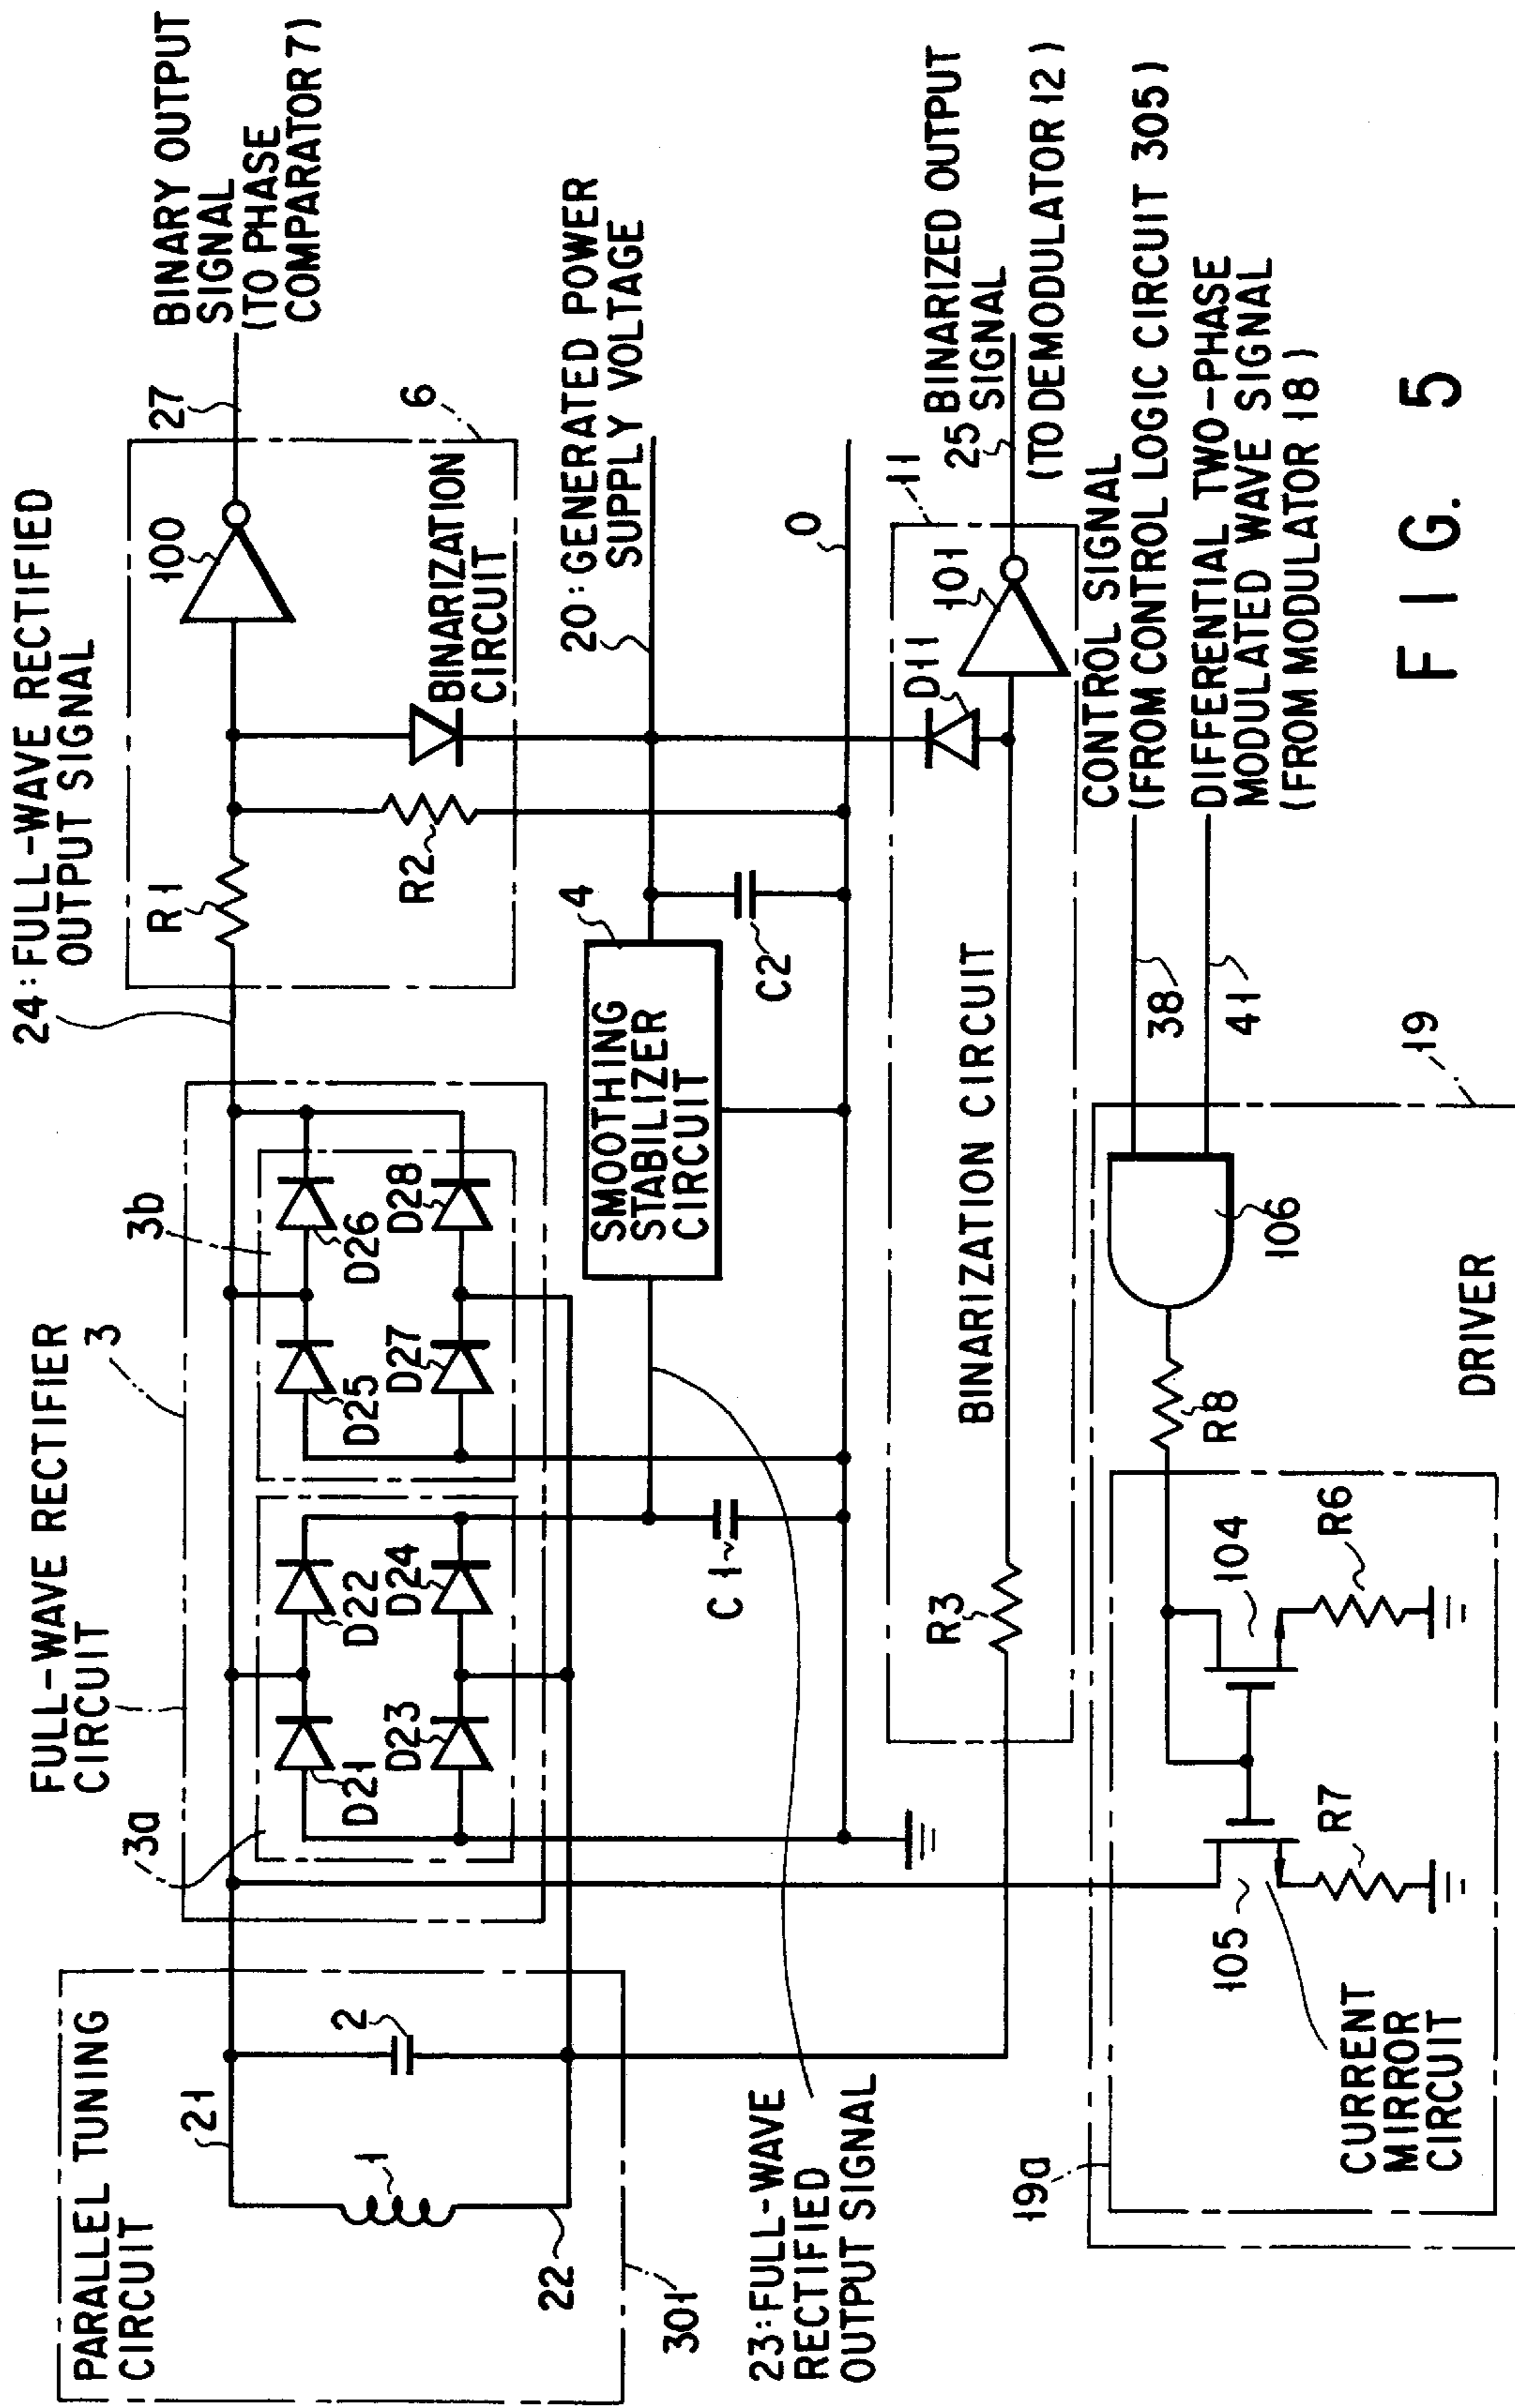 PARALLEL TUNING
CIRCUIT
21
1
2
22
301
FULL-WAVE RECTIFIER
CIRCUIT
3
3a
3b
D21
D22
D23
D24
D25
D26
D27
D28
C1
23:FULL-WAVE
RECTIFIED
OUTPUT SIGNAL
24:FULL-WAVE RECTIFIED
OUTPUT SIGNAL
R1
R2
100
27
6
BINARIZATION
CIRCUIT
BINARY OUTPUT
SIGNAL
(TO PHASE
COMPARATOR 7)
SMOOTHING
STABILIZER
CIRCUIT
4
C2
20:GENERATED POWER
SUPPLY VOLTAGE
0
BINARIZATION CIRCUIT
R3
D11
101
11
25
BINARIZED OUTPUT
SIGNAL
(TO DEMODULATOR 12)
CONTROL SIGNAL
(FROM CONTROL LOGIC CIRCUIT 305)
DIFFERENTIAL TWO-PHASE
MODULATED WAVE SIGNAL
(FROM MODULATOR 18)
38
41
19
106
DRIVER
R8
104
R6
105
R7
19a
CURRENT
MIRROR
CIRCUIT
FIG. 5